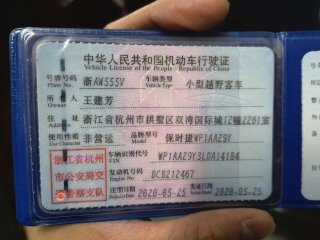 中华人民共和国机动车行驶证
Vehicle License of the People's Republic of China
号牌号码 浙AW555V 车辆类型 小型越野客车
Plate No. Vehicle Type
所有人 王建芳
Owner
住址 浙江省杭州市拱墅区双湾国际城12幢2201室
Address
使用性质 非营运 品牌型号 保时捷WP1AA29Y
Use Character Model
浙江省杭州市公安局交警察支队
车辆识别代号 WP1AA29Y3LDA14184
VIN
发动机号码 DCB212467
Engine No.
注册日期 2020-05-25 发证日期 2020-05-25
Register Date Issue Date